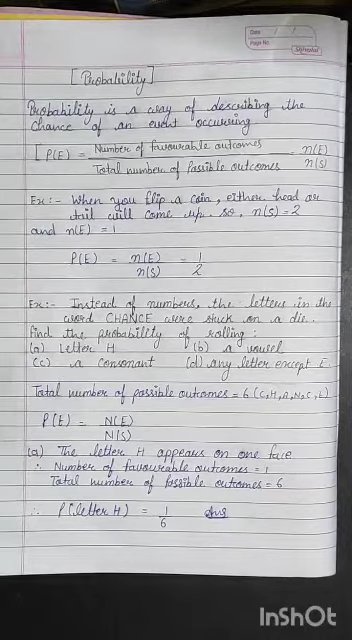 Date / /
Page No.
Signature
[Probability]
Probability is a way of describing the
chance of an event occurring
[P(E) = Number of favourable outcomes / Total number of Possible outcomes = n(E) / n(S)
Ex:- When you flip a coin, either head or
tail will come up. so, n(S) = 2
and n(E) = 1
P(E) = n(E) / n(S) = 1 / 2
Ex:- Instead of numbers, the letters in the
word CHANCE were stuck on a die.
find the probability of rolling :
(a) Letter H (b) a vowel
(c) a consonant (d) any letter except E.
Total number of possible outcomes = 6 (C,H,A,N,C,E)
P(E) = N(E) / N(S)
(a) The letter H appears on one face
∴ Number of favourable outcomes = 1
Total number of possible outcomes = 6
∴ P(letter H) = 1 / 6 Ans
InShOt